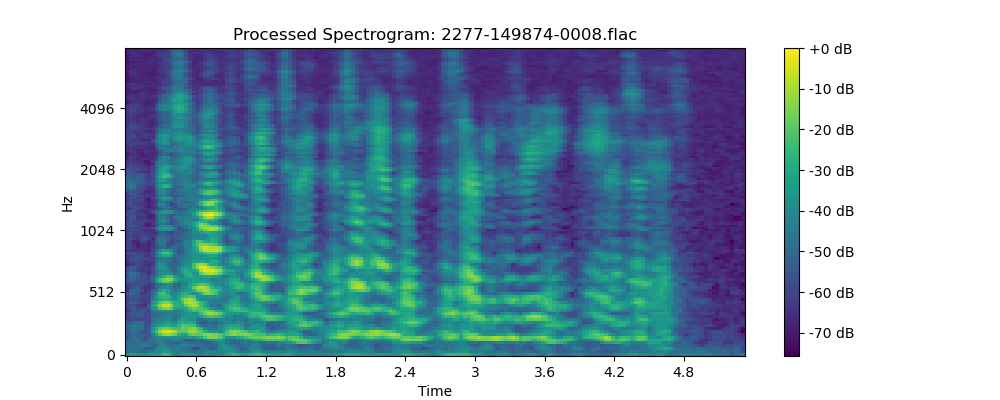 Processed Spectrogram: 2277-149874-0008.flac
Hz
4096
2048
1024
512
0
0 0.6 1.2 1.8 2.4 3 3.6 4.2 4.8
Time
+0 dB
-10 dB
-20 dB
-30 dB
-40 dB
-50 dB
-60 dB
-70 dB